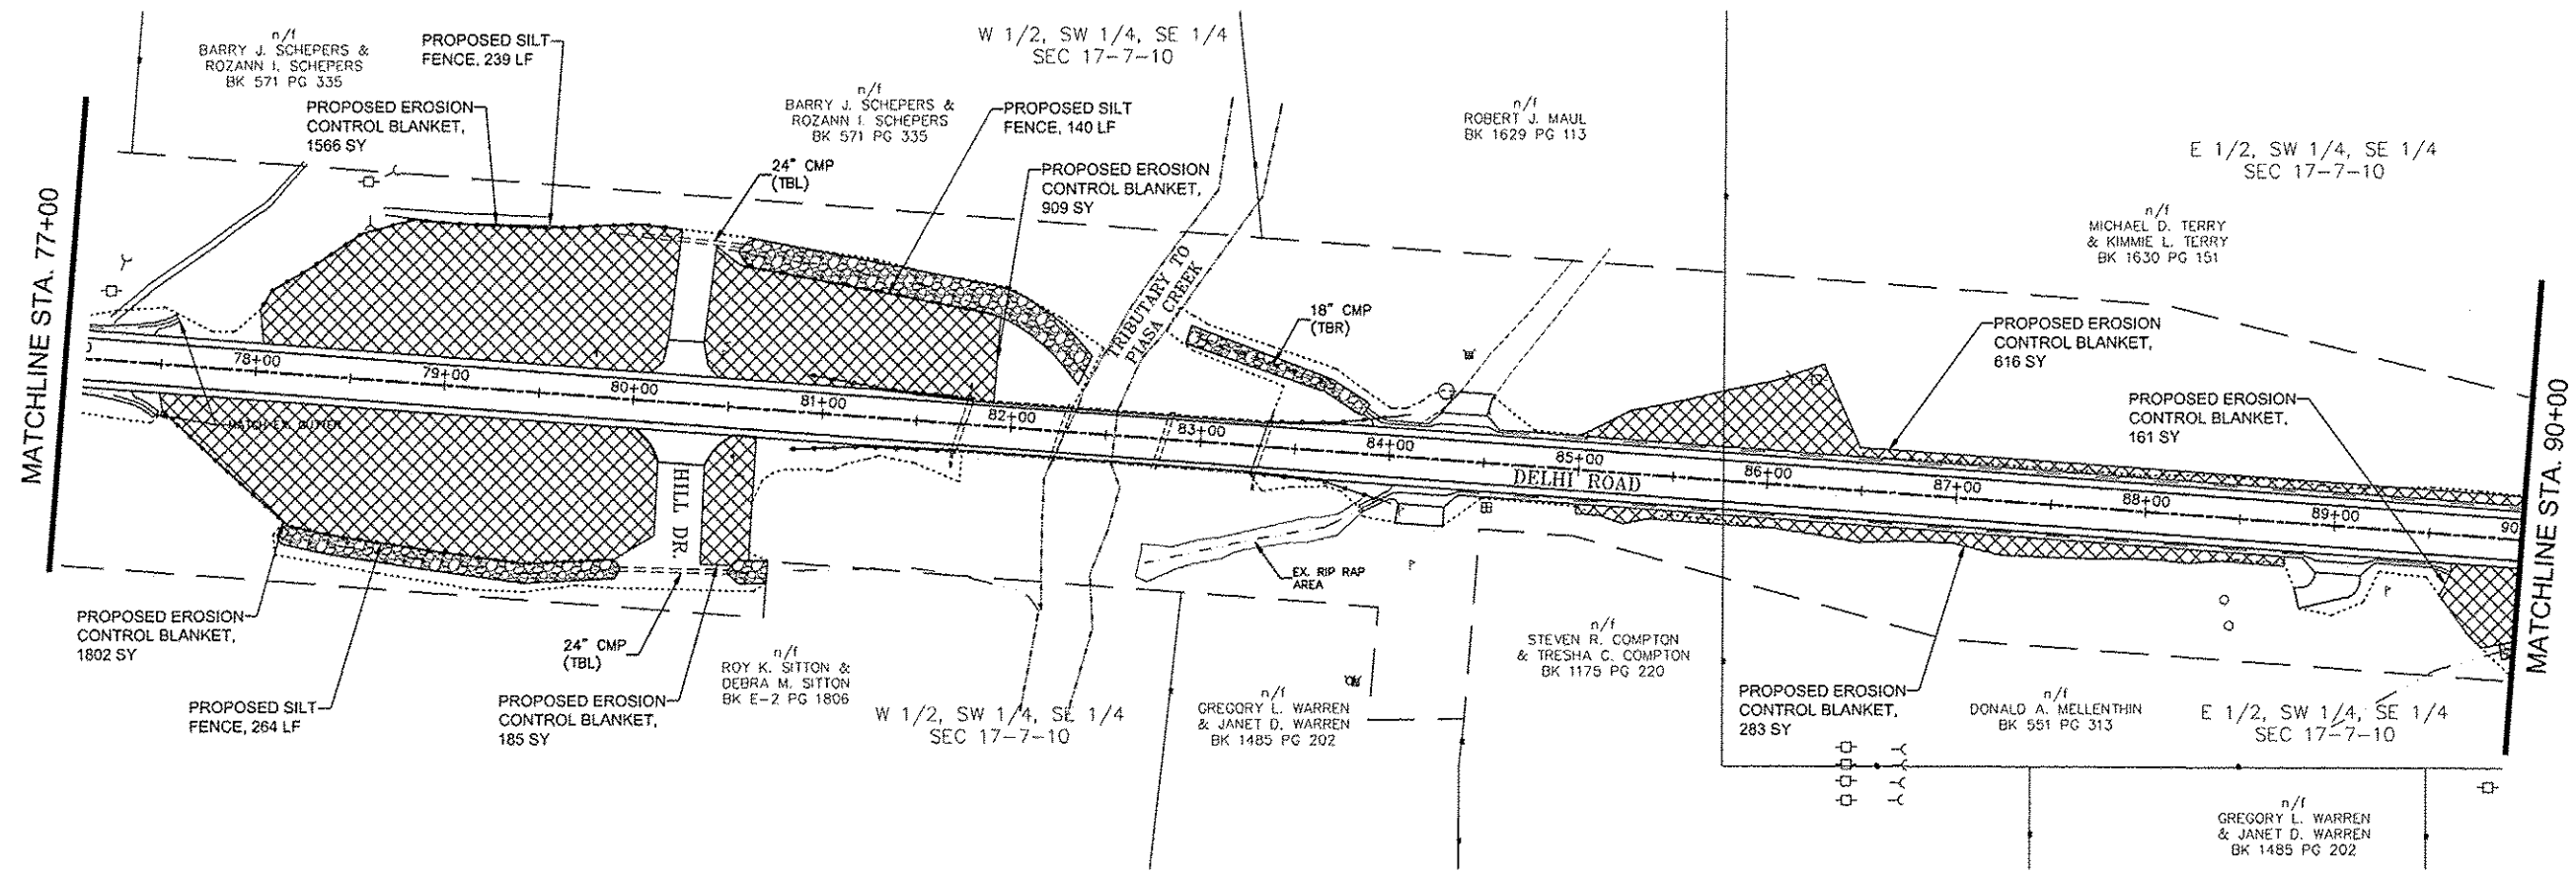 MATCHLINE STA. 77+00
n/f
BARRY J. SCHEPERS &
ROZANN I. SCHEPERS
BK 571 PG 335
PROPOSED SILT
FENCE, 239 LF
PROPOSED EROSION
CONTROL BLANKET,
1566 SY
n/f
BARRY J. SCHEPERS &
ROZANN I. SCHEPERS
BK 571 PG 335
24" CMP
(TBL)
W 1/2, SW 1/4, SE 1/4
SEC 17-7-10
PROPOSED SILT
FENCE, 140 LF
PROPOSED EROSION
CONTROL BLANKET,
909 SY
TRIBUTARY TO
PIASA CREEK
18" CMP
(TBR)
n/f
ROBERT J. MAUL
BK 1629 PG 113
E 1/2, SW 1/4, SE 1/4
SEC 17-7-10
n/f
MICHAEL D. TERRY
& KIMMIE L. TERRY
BK 1630 PG 151
PROPOSED EROSION
CONTROL BLANKET,
616 SY
PROPOSED EROSION
CONTROL BLANKET,
161 SY
MATCHLINE STA. 90+00
78+00
79+00
80+00
81+00
82+00
83+00
84+00
85+00
86+00
87+00
88+00
89+00
90
MATCH EX. GUTTER
DELHI ROAD
HILL DR.
EX. RIP RAP
AREA
PROPOSED EROSION
CONTROL BLANKET,
1802 SY
PROPOSED SILT
FENCE, 264 LF
24" CMP
(TBL)
PROPOSED EROSION
CONTROL BLANKET,
185 SY
n/f
ROY K. SITTON &
DEBRA M. SITTON
BK E-2 PG 1806
W 1/2, SW 1/4, SE 1/4
SEC 17-7-10
n/f
GREGORY L. WARREN
& JANET D. WARREN
BK 1485 PG 202
n/f
STEVEN R. COMPTON
& TRESHA C. COMPTON
BK 1175 PG 220
PROPOSED EROSION
CONTROL BLANKET,
283 SY
n/f
DONALD A. MELLENTHIN
BK 551 PG 313
E 1/2, SW 1/4, SE 1/4
SEC 17-7-10
n/f
GREGORY L. WARREN
& JANET D. WARREN
BK 1485 PG 202